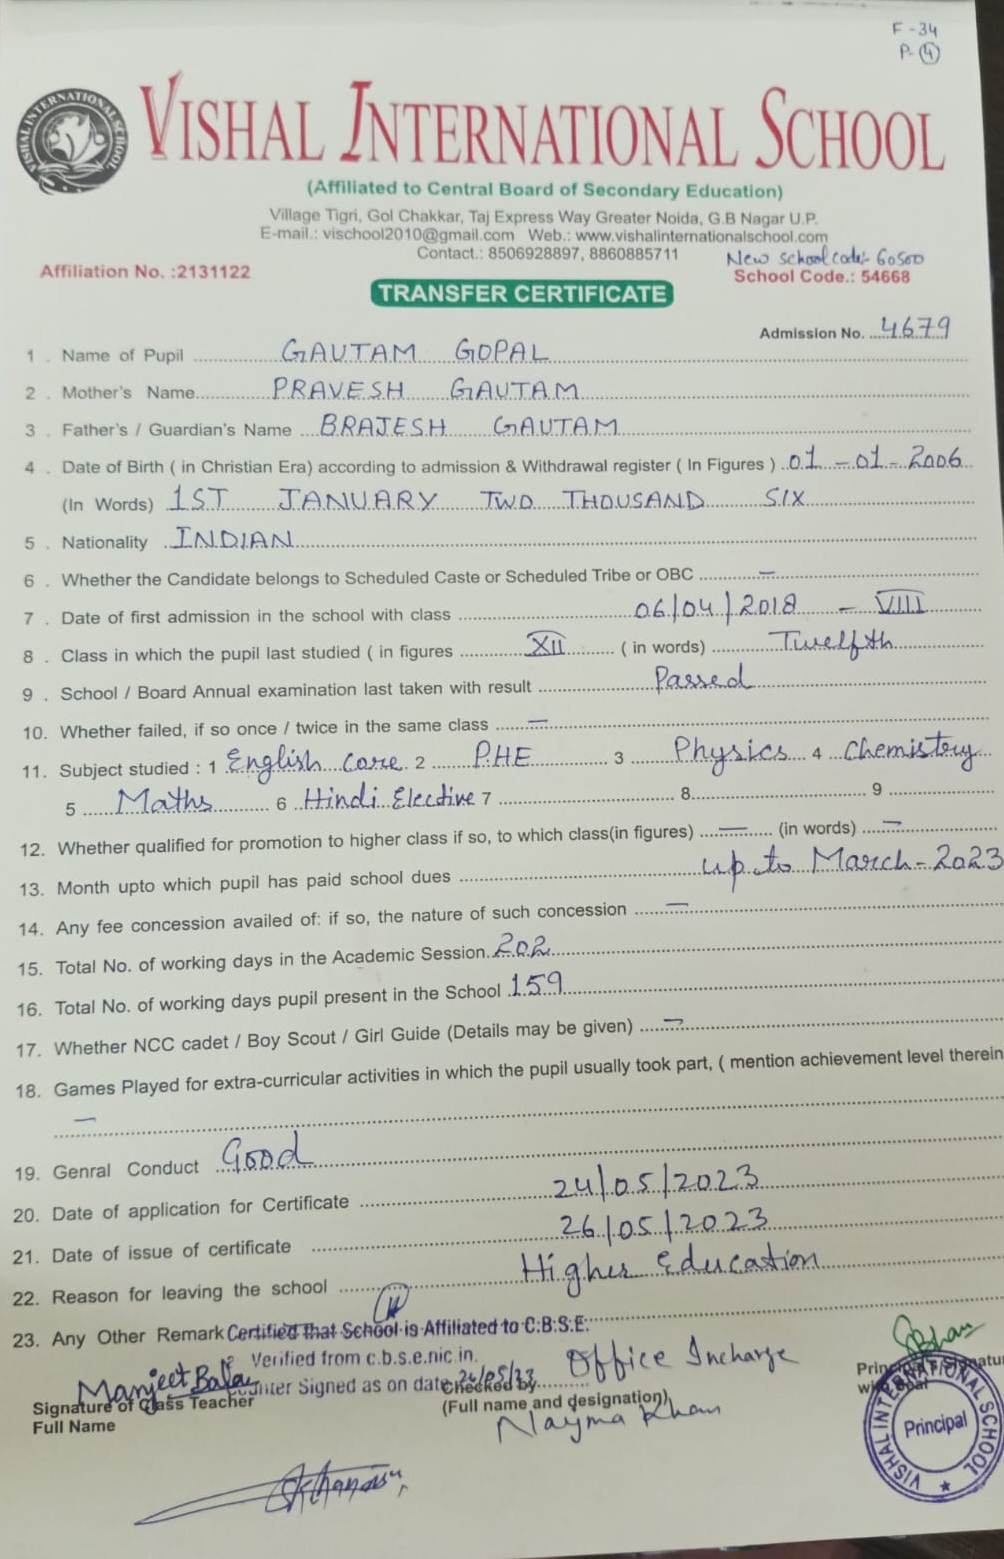 F-34
P-4
VISHAL INTERNATIONAL SCHOOL
VISHAL INTERNATIONAL SCHOOL
(Affiliated to Central Board of Secondary Education)
Village Tigri, Gol Chakkar, Taj Express Way Greater Noida, G.B Nagar U.P.
E-mail.: vischool2010@gmail.com Web.: www.vishalinternationalschool.com
Contact.: 8506928897, 8860885711
New School Code:- 60500
Affiliation No. :2131122 School Code.: 54668
TRANSFER CERTIFICATE
Admission No. 4679
1 . Name of Pupil GAUTAM GOPAL
2 . Mother's Name PRAVESH GAUTAM
3 . Father's / Guardian's Name BRAJESH GAUTAM
4 . Date of Birth ( in Christian Era) according to admission & Withdrawal register ( In Figures ) 01-01-2006
(In Words) 1ST JANUARY TWO THOUSAND SIX
5 . Nationality INDIAN
6 . Whether the Candidate belongs to Scheduled Caste or Scheduled Tribe or OBC —
7 . Date of first admission in the school with class 06/04/2018 - VIII
8 . Class in which the pupil last studied ( in figures XII ( in words) Twelfth
9 . School / Board Annual examination last taken with result Passed
10. Whether failed, if so once / twice in the same class —
11. Subject studied : 1 English Core 2 PHE 3 Physics 4 Chemistry
5 Maths 6 Hindi Elective 7 8 9
12. Whether qualified for promotion to higher class if so, to which class(in figures) — (in words) —
13. Month upto which pupil has paid school dues up to March-2023
14. Any fee concession availed of: if so, the nature of such concession —
15. Total No. of working days in the Academic Session 202
16. Total No. of working days pupil present in the School 159
17. Whether NCC cadet / Boy Scout / Girl Guide (Details may be given) —
18. Games Played for extra-curricular activities in which the pupil usually took part, ( mention achievement level therein
—
19. Genral Conduct Good
20. Date of application for Certificate 24/05/2023
21. Date of issue of certificate 26/05/2023
22. Reason for leaving the school Higher Education
23. Any Other Remark Certified That School is Affiliated to C.B.S.E.
Verified from c.b.s.e.nic.in. Office Incharge
Manjeet Bala Counter Signed as on date 26/05/23 Checked by
Signature of Class Teacher (Full name and designation)
Full Name Nayma Khan
VISHAL INTERNATIONAL SCHOOL
Principal